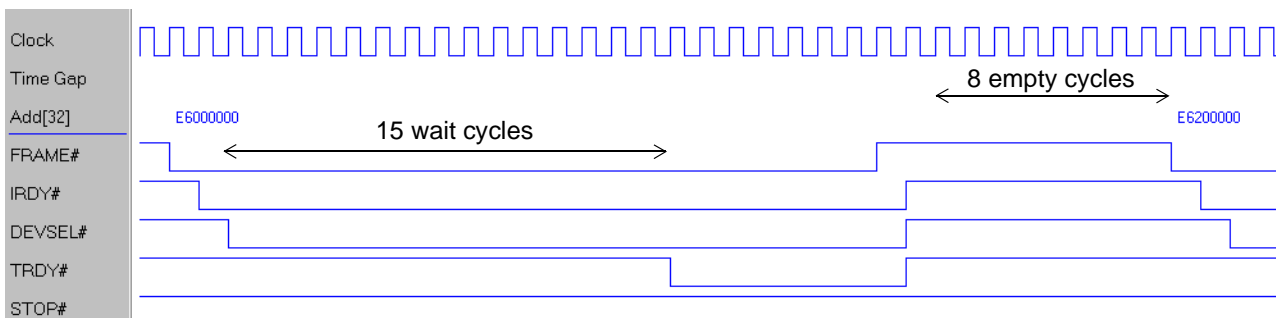 Clock
Time Gap
8 empty cycles
Add[32]
E6000000
E6200000
15 wait cycles
FRAME#
IRDY#
DEVSEL#
TRDY#
STOP#